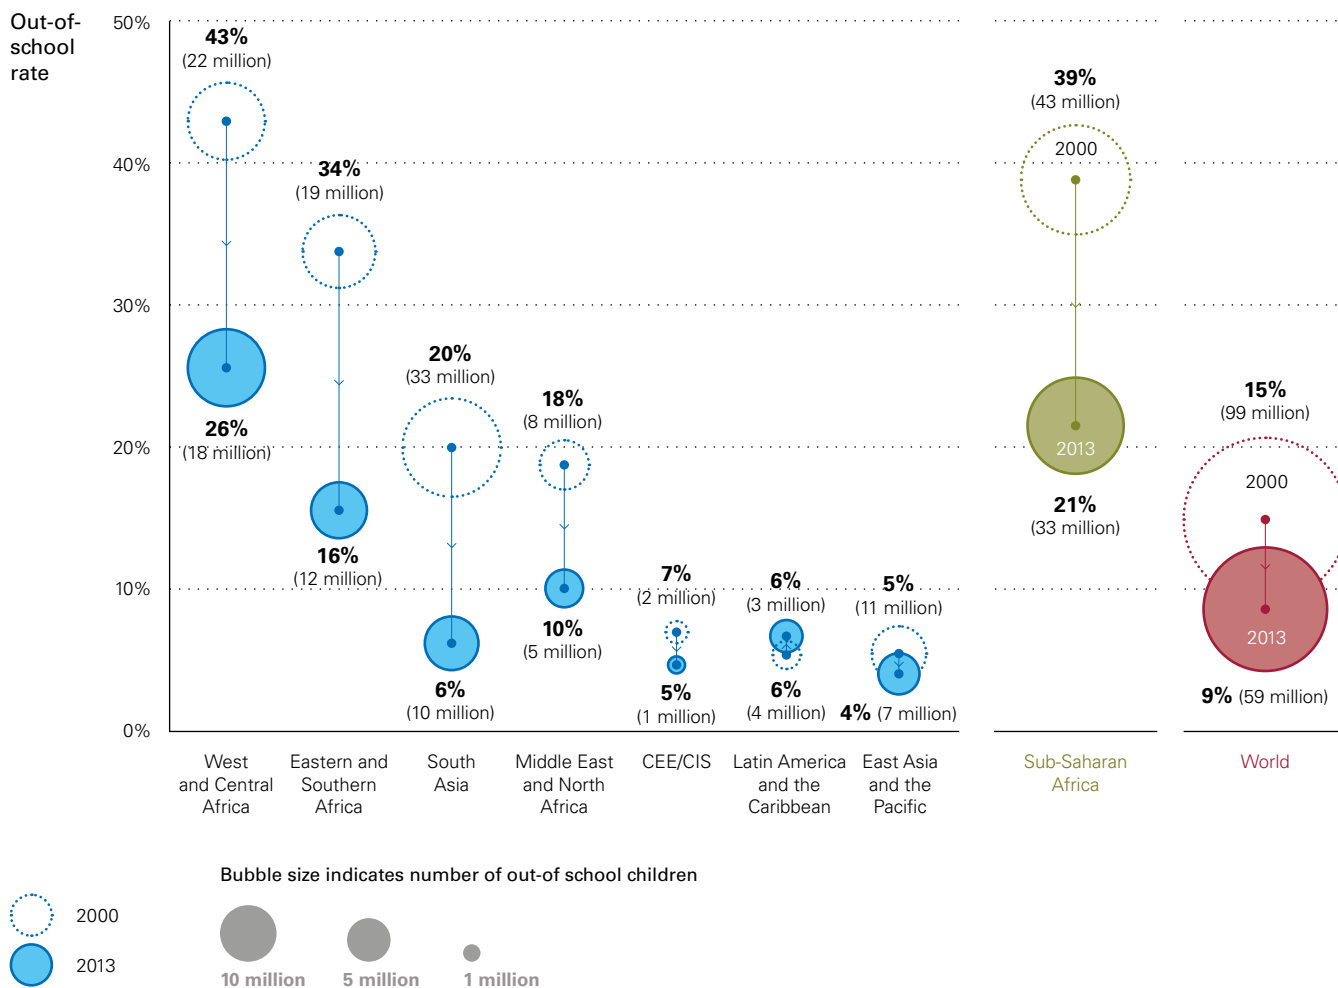 Out-of-
school
rate
50%
40%
30%
20%
10%
0%
43%
(22 million)
26%
(18 million)
34%
(19 million)
16%
(12 million)
20%
(33 million)
6%
(10 million)
18%
(8 million)
10%
(5 million)
7%
(2 million)
5%
(1 million)
6%
(3 million)
6%
(4 million)
5%
(11 million)
4% (7 million)
39%
(43 million)
2000
2013
21%
(33 million)
15%
(99 million)
2000
2013
9% (59 million)
West
and Central
Africa
Eastern and
Southern
Africa
South
Asia
Middle East
and North
Africa
CEE/CIS
Latin America
and the
Caribbean
East Asia
and the
Pacific
Sub-Saharan
Africa
World
Bubble size indicates number of out-of school children
2000
2013
10 million
5 million
1 million